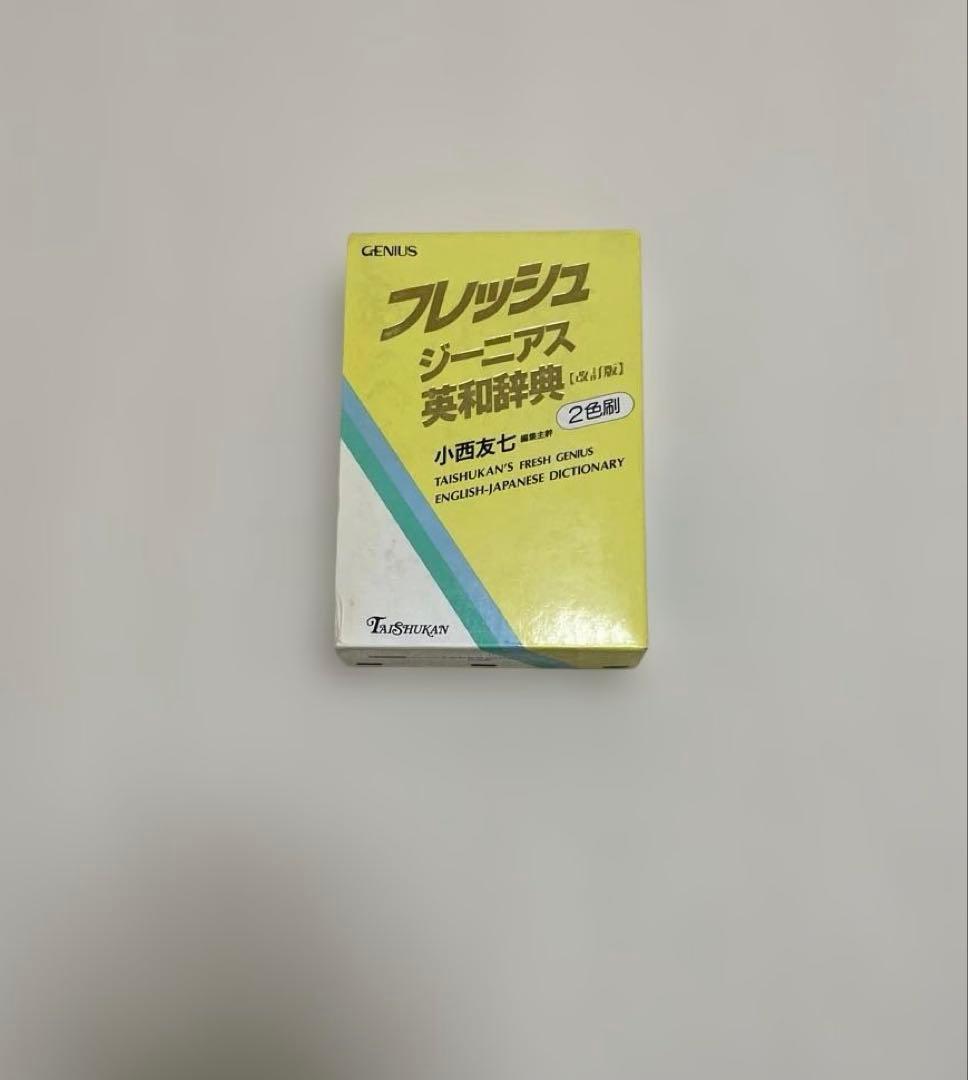 GENIUS
フレッシュ
ジーニアス
英和辞典【改訂版】
2色刷
小西友七 編集主幹
TAISHUKAN'S FRESH GENIUS
ENGLISH-JAPANESE DICTIONARY
TAISHUKAN